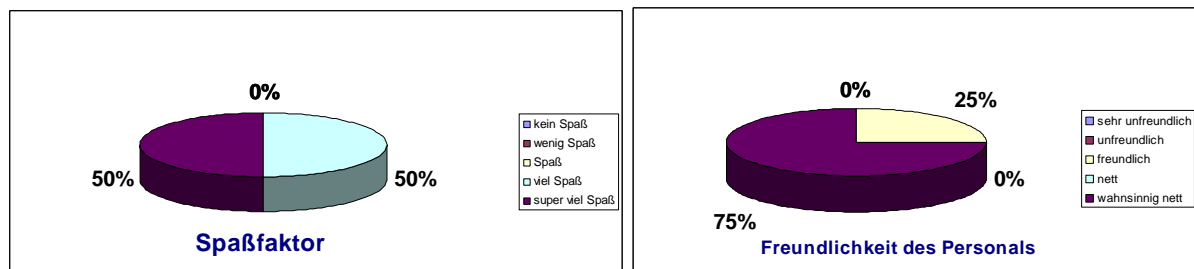 0%
50%
50%
kein Spaß
wenig Spaß
Spaß
viel Spaß
super viel Spaß
Spaßfaktor
0%
25%
0%
75%
sehr unfreundlich
unfreundlich
freundlich
nett
wahnsinnig nett
Freundlichkeit des Personals